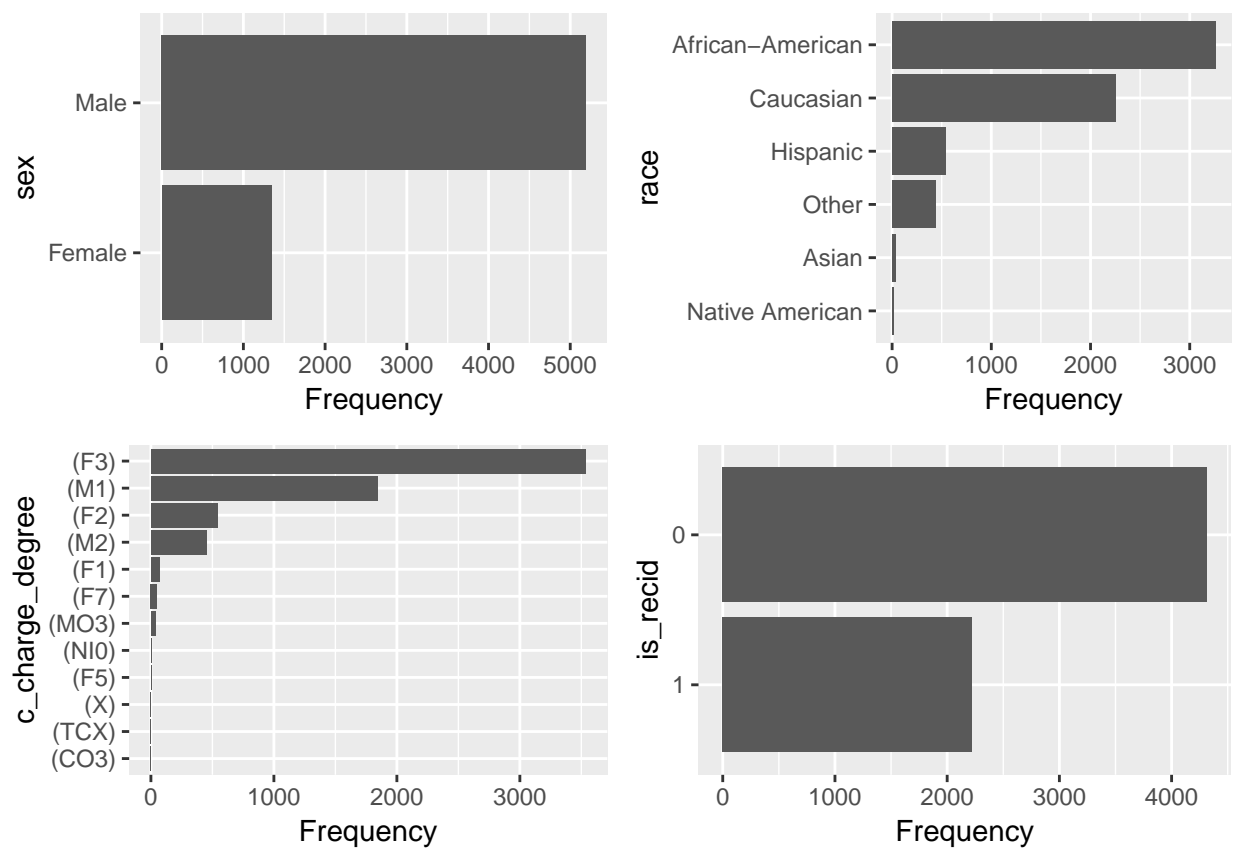 sex
Male
Female
0 1000 2000 3000 4000 5000
Frequency
race
African−American
Caucasian
Hispanic
Other
Asian
Native American
0 1000 2000 3000
Frequency
c_charge_degree
(F3)
(M1)
(F2)
(M2)
(F1)
(F7)
(MO3)
(NI0)
(F5)
(X)
(TCX)
(CO3)
0 1000 2000 3000
Frequency
is_recid
0
1
0 1000 2000 3000 4000
Frequency